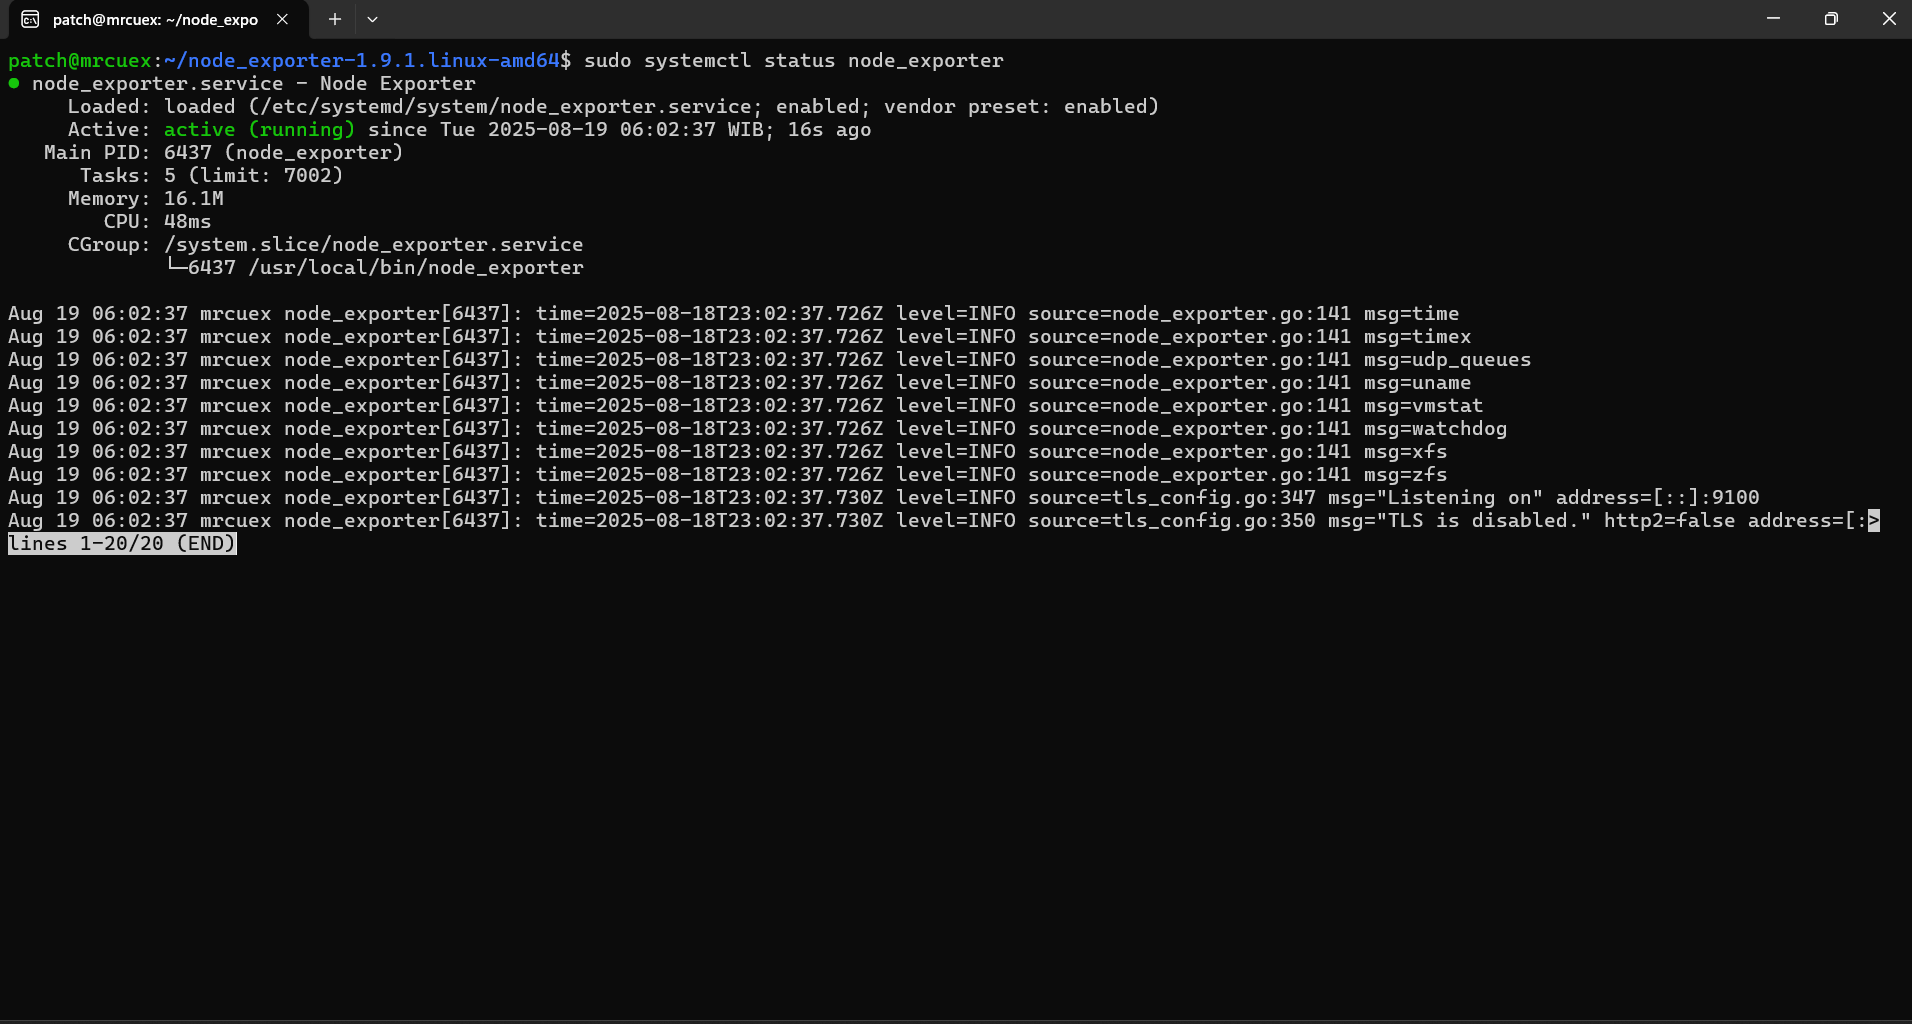 patch@mrcuex: ~/node_expo
patch@mrcuex:~/node_exporter-1.9.1.linux-amd64$ sudo systemctl status node_exporter
● node_exporter.service - Node Exporter
     Loaded: loaded (/etc/systemd/system/node_exporter.service; enabled; vendor preset: enabled)
     Active: active (running) since Tue 2025-08-19 06:02:37 WIB; 16s ago
   Main PID: 6437 (node_exporter)
      Tasks: 5 (limit: 7002)
     Memory: 16.1M
        CPU: 48ms
     CGroup: /system.slice/node_exporter.service
             └─6437 /usr/local/bin/node_exporter
Aug 19 06:02:37 mrcuex node_exporter[6437]: time=2025-08-18T23:02:37.726Z level=INFO source=node_exporter.go:141 msg=time
Aug 19 06:02:37 mrcuex node_exporter[6437]: time=2025-08-18T23:02:37.726Z level=INFO source=node_exporter.go:141 msg=timex
Aug 19 06:02:37 mrcuex node_exporter[6437]: time=2025-08-18T23:02:37.726Z level=INFO source=node_exporter.go:141 msg=udp_queues
Aug 19 06:02:37 mrcuex node_exporter[6437]: time=2025-08-18T23:02:37.726Z level=INFO source=node_exporter.go:141 msg=uname
Aug 19 06:02:37 mrcuex node_exporter[6437]: time=2025-08-18T23:02:37.726Z level=INFO source=node_exporter.go:141 msg=vmstat
Aug 19 06:02:37 mrcuex node_exporter[6437]: time=2025-08-18T23:02:37.726Z level=INFO source=node_exporter.go:141 msg=watchdog
Aug 19 06:02:37 mrcuex node_exporter[6437]: time=2025-08-18T23:02:37.726Z level=INFO source=node_exporter.go:141 msg=xfs
Aug 19 06:02:37 mrcuex node_exporter[6437]: time=2025-08-18T23:02:37.726Z level=INFO source=node_exporter.go:141 msg=zfs
Aug 19 06:02:37 mrcuex node_exporter[6437]: time=2025-08-18T23:02:37.730Z level=INFO source=tls_config.go:347 msg="Listening on" address=[::]:9100
Aug 19 06:02:37 mrcuex node_exporter[6437]: time=2025-08-18T23:02:37.730Z level=INFO source=tls_config.go:350 msg="TLS is disabled." http2=false address=[:>
lines 1-20/20 (END)